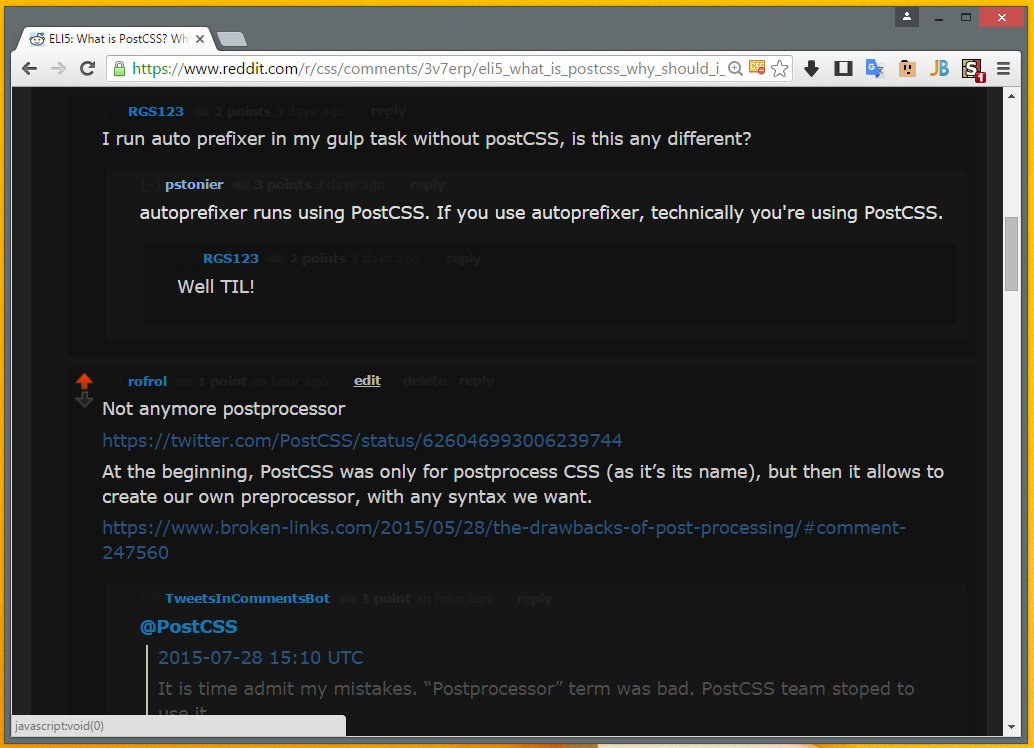 ELI5: What is PostCSS? Wh
https://www.reddit.com/r/css/comments/3v7erp/eli5_what_is_postcss_why_should_i_
JB
S 1
[-] RGS123 2 points 3 days ago reply
I run auto prefixer in my gulp task without postCSS, is this any different?
[-] pstonier 3 points 3 days ago reply
autoprefixer runs using PostCSS. If you use autoprefixer, technically you're using PostCSS.
RGS123 2 points 3 days ago reply
Well TIL!
[-] rofrol 1 point an hour ago edit delete reply
Not anymore postprocessor
https://twitter.com/PostCSS/status/626046993006239744
At the beginning, PostCSS was only for postprocess CSS (as it’s its name), but then it allows to
create our own preprocessor, with any syntax we want.
https://www.broken-links.com/2015/05/28/the-drawbacks-of-post-processing/#comment-
247560
TweetsInCommentsBot 1 point an hour ago reply
@PostCSS
2015-07-28 15:10 UTC
It is time admit my mistakes. “Postprocessor” term was bad. PostCSS team stoped to
use it
javascript:void(0)